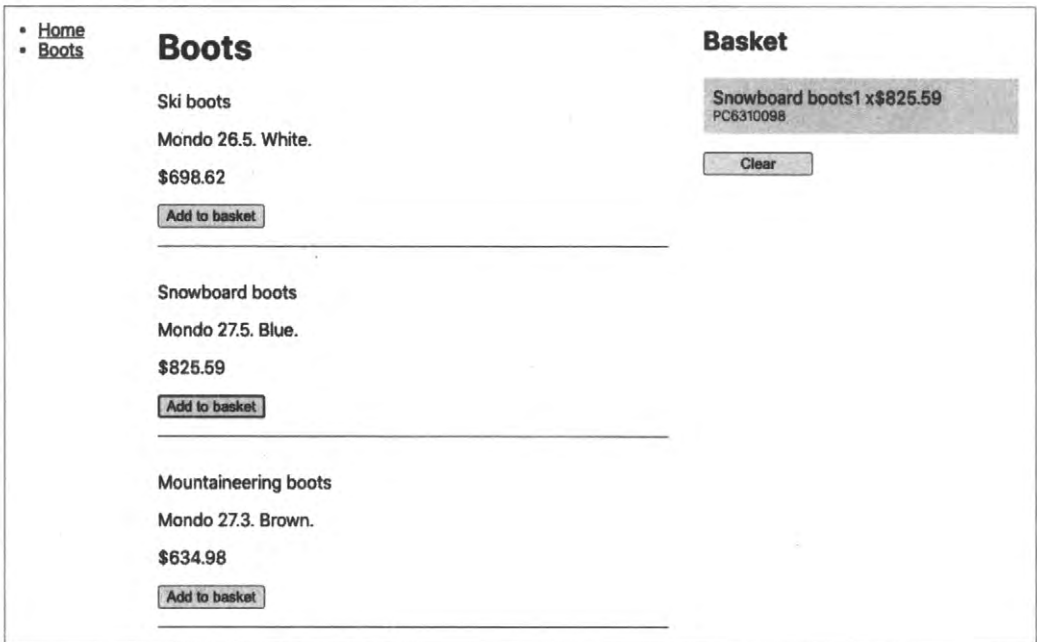 Home
Boots
Boots
Ski boots
Mondo 26.5. White.
$698.62
Add to basket
Snowboard boots
Mondo 27.5. Blue.
$825.59
Add to basket
Mountaineering boots
Mondo 27.3. Brown.
$634.98
Add to basket
Basket
Snowboard boots1 x$825.59
PC6310098
Clear